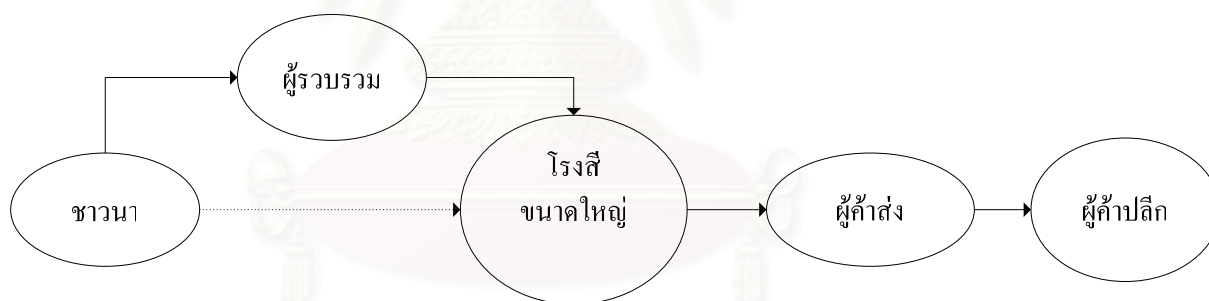 ผู้รวบรวม
โรงสี
ขนาดใหญ่
ชาวนา
ผู้ค้าส่ง
ผู้ค้าปลีก